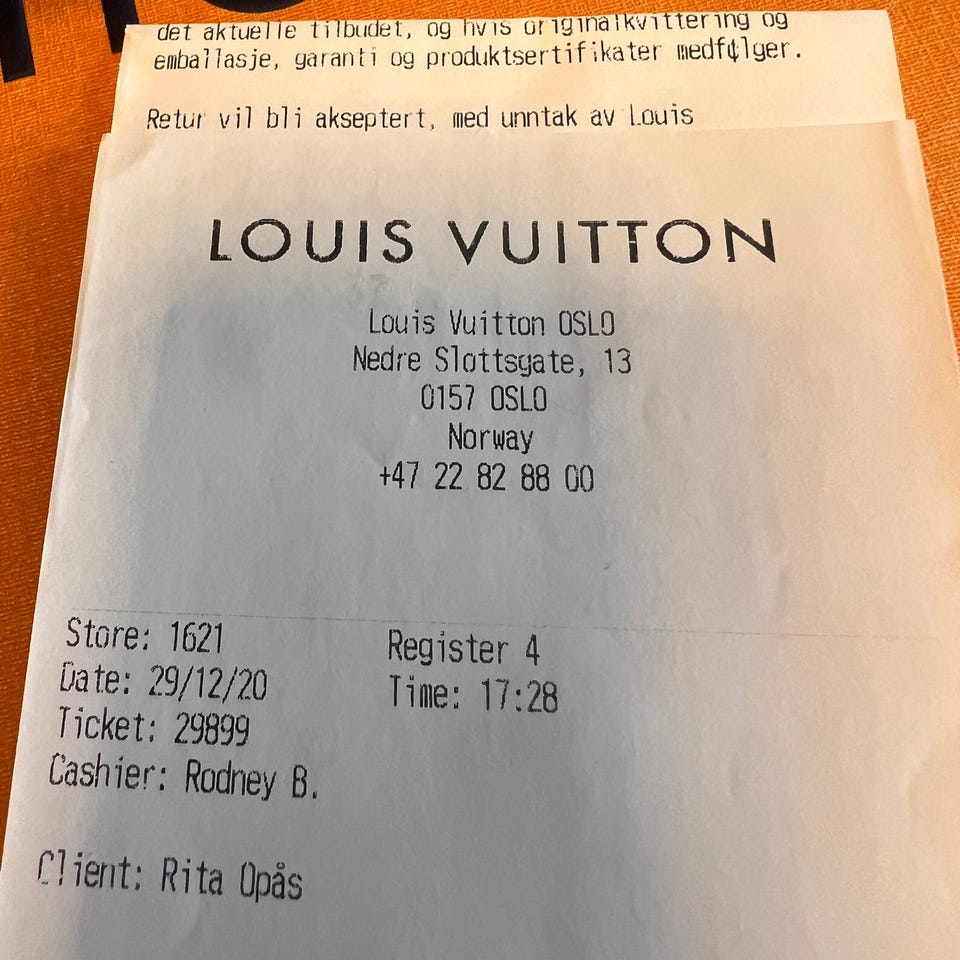 det aktuelle tilbudet, og hvis originalkvittering og
emballasje, garanti og produktsertifikater medfølger.
Retur vil bli akseptert, med unntak av Louis
LOUIS VUITTON
Louis Vuitton OSLO
Nedre Slottsgate, 13
0157 OSLO
Norway
+47 22 82 88 00
Store: 1621 Register 4
Date: 29/12/20 Time: 17:28
Ticket: 29899
Cashier: Rodney B.
Client: Rita Opås